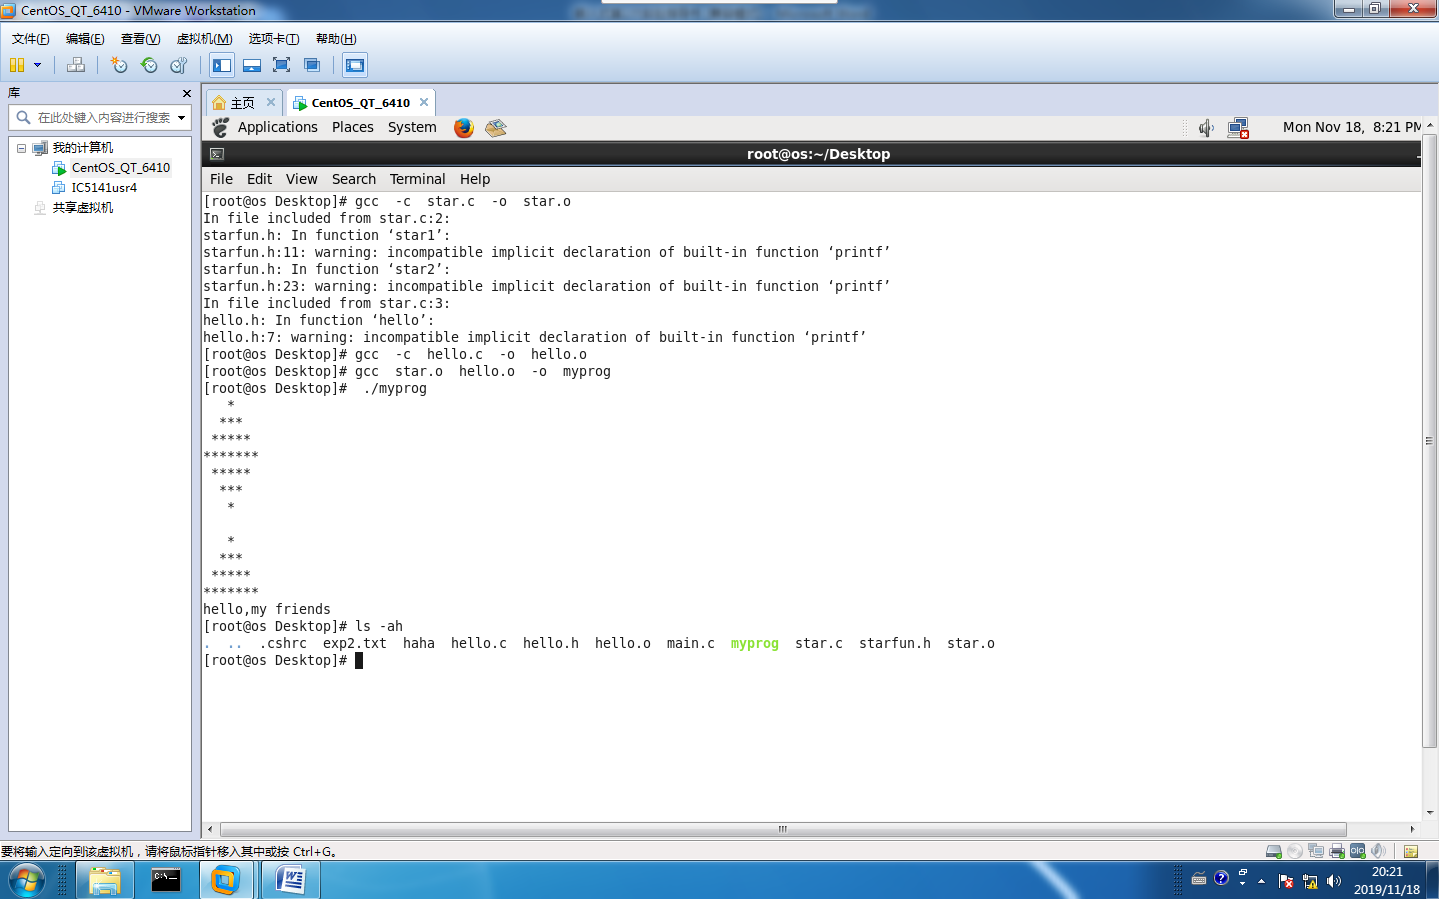 CentOS_QT_6410 - VMware Workstation
文件(F) 编辑(E) 查看(V) 虚拟机(M) 选项卡(T) 帮助(H)
库
在此处键入内容进行搜索
我的计算机
CentOS_QT_6410
IC5141usr4
共享虚拟机
主页 CentOS_QT_6410
Applications Places System Mon Nov 18, 8:21 PM
root@os:~/Desktop
File Edit View Search Terminal Help
[root@os Desktop]# gcc  -c  star.c  -o  star.o
In file included from star.c:2:
starfun.h: In function ‘star1’:
starfun.h:11: warning: incompatible implicit declaration of built-in function ‘printf’
starfun.h: In function ‘star2’:
starfun.h:23: warning: incompatible implicit declaration of built-in function ‘printf’
In file included from star.c:3:
hello.h: In function ‘hello’:
hello.h:7: warning: incompatible implicit declaration of built-in function ‘printf’
[root@os Desktop]# gcc  -c  hello.c  -o  hello.o
[root@os Desktop]# gcc  star.o  hello.o  -o  myprog
[root@os Desktop]#  ./myprog
   *
  ***
 *****
*******
 *****
  ***
   *

   *
  ***
 *****
*******
hello,my friends
[root@os Desktop]# ls -ah
.  ..  .cshrc  exp2.txt  haha  hello.c  hello.h  hello.o  main.c  myprog  star.c  starfun.h  star.o
[root@os Desktop]#
要将输入定向到该虚拟机，请将鼠标指针移入其中或按 Ctrl+G。
20:21
2019/11/18